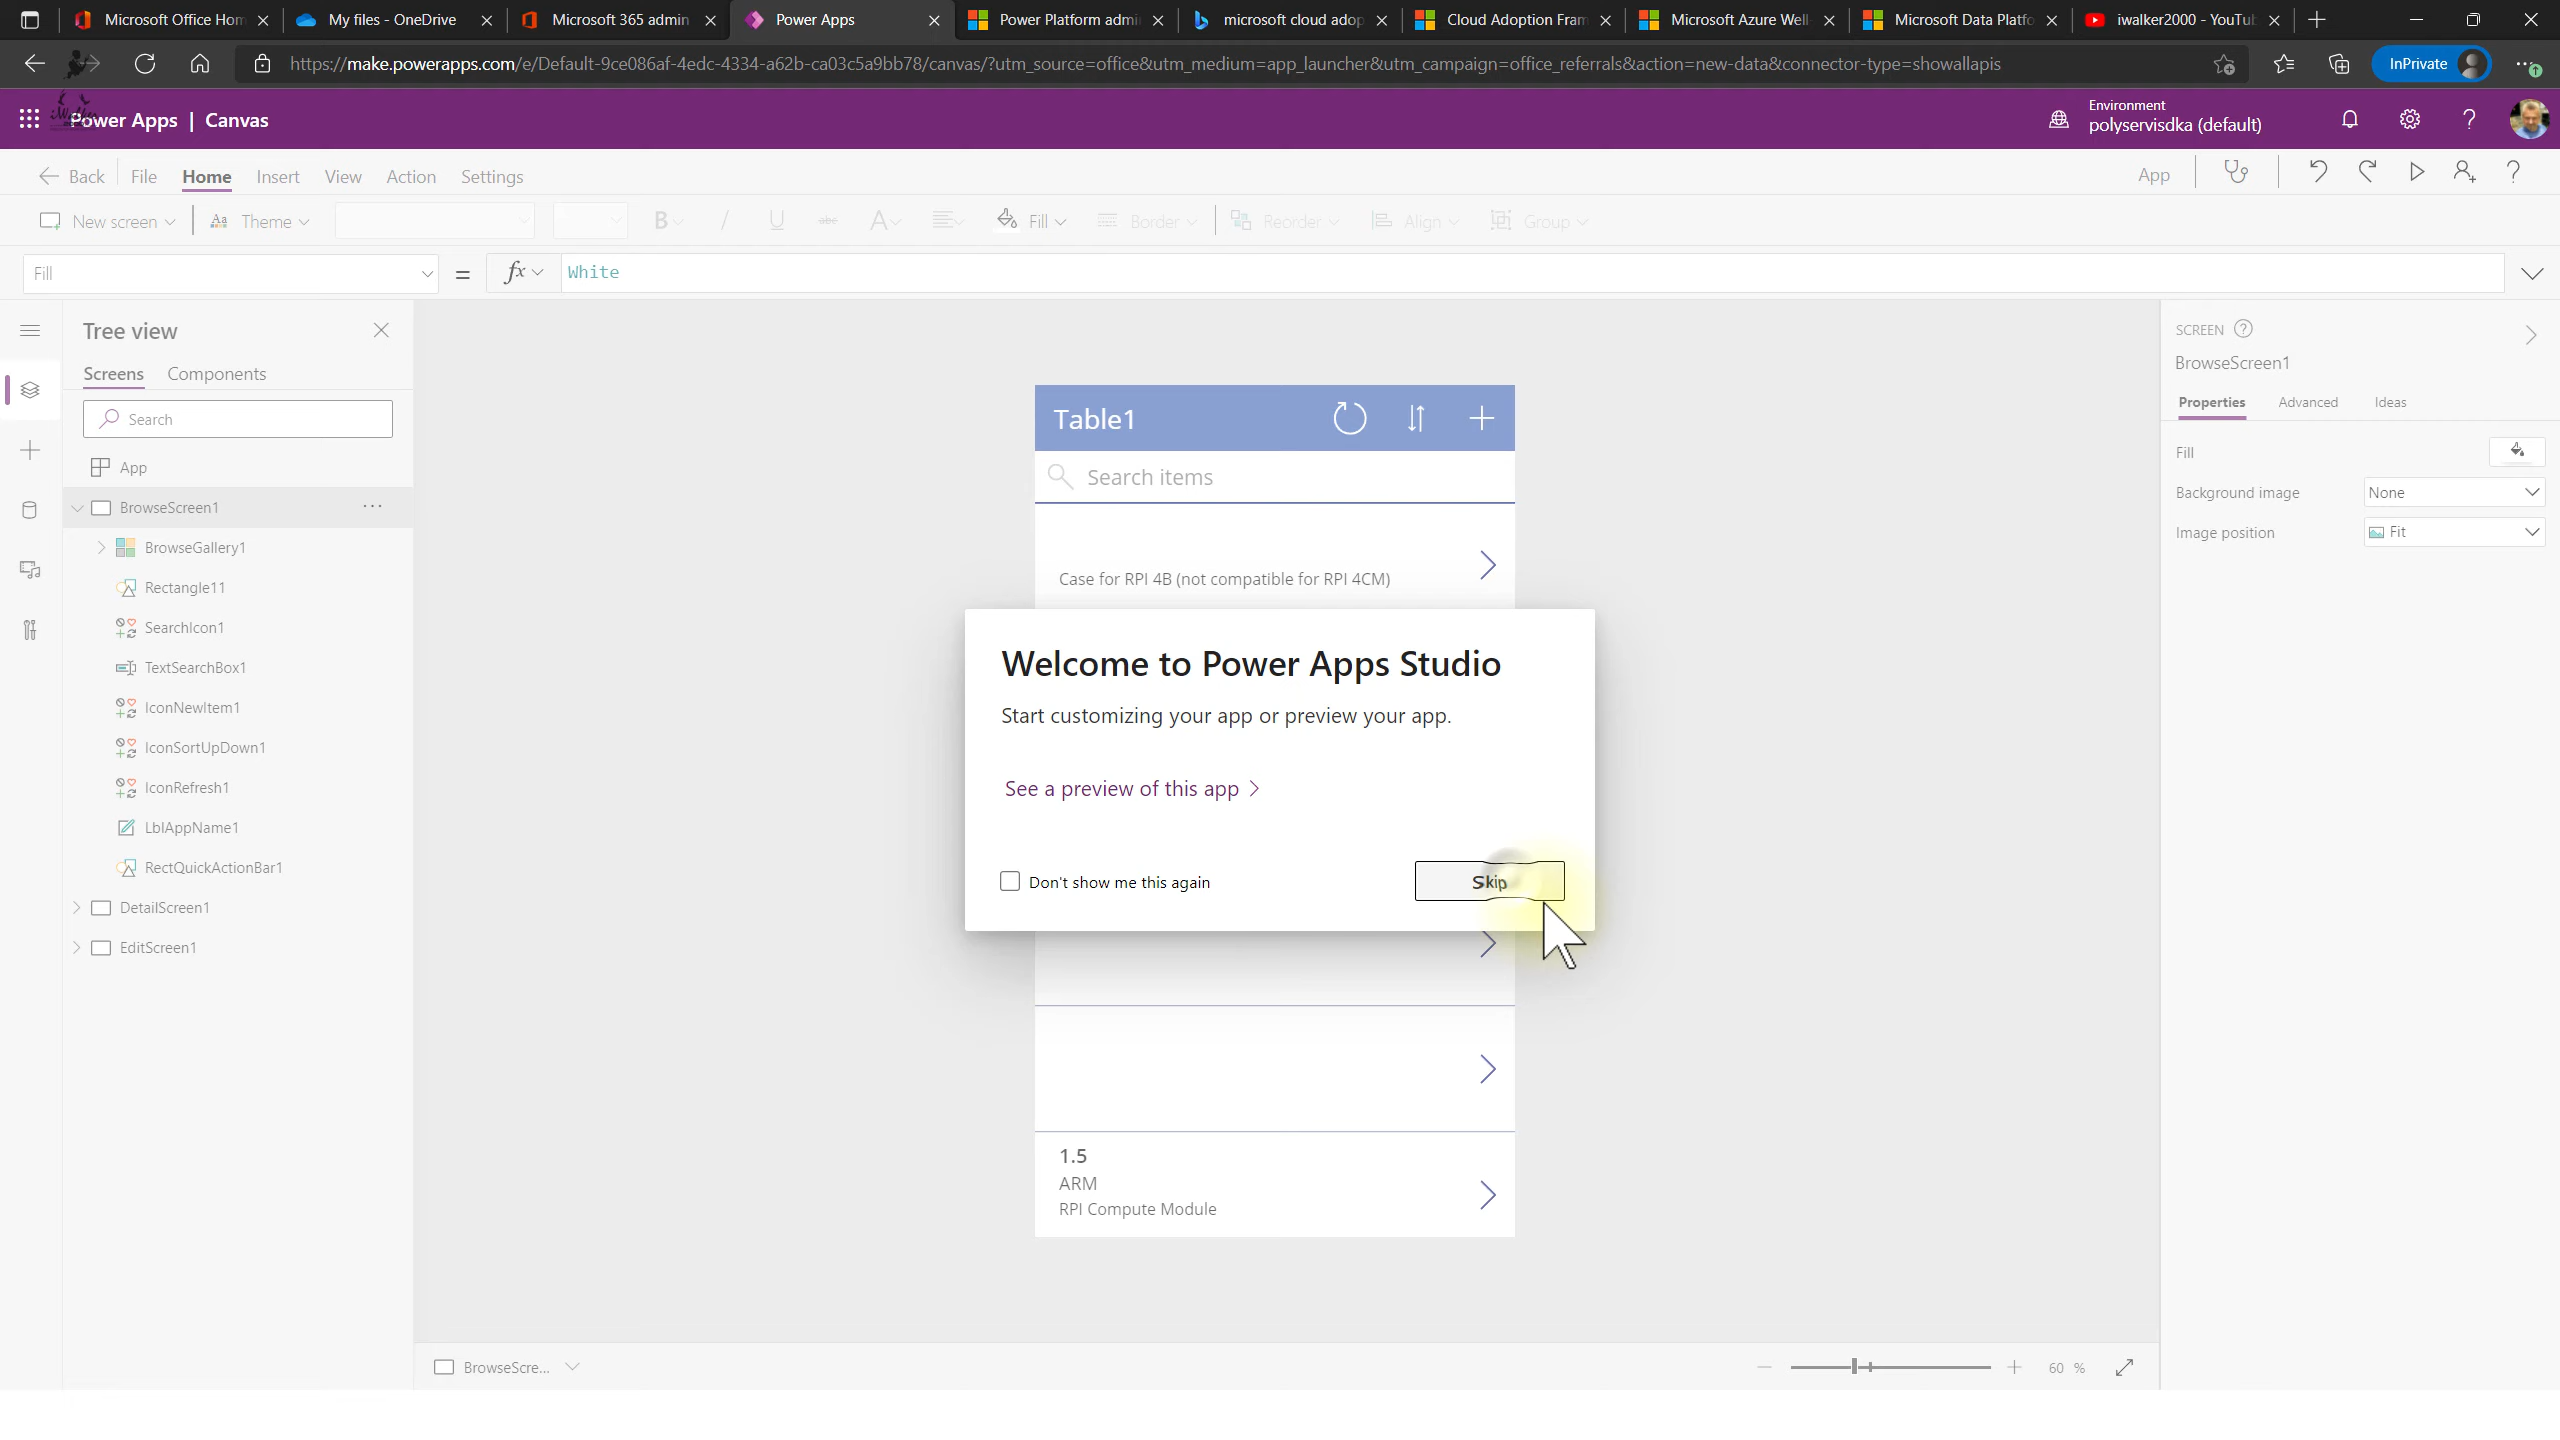 Microsoft Office Hom
My files - OneDrive
Microsoft 365 admin
Power Apps
Power Platform admi
microsoft cloud adop
Cloud Adoption Fram
Microsoft Azure Well-
Microsoft Data Platfo
iwalker2000 - YouTu
https://make.powerapps.com/e/Default-9ce086af-4edc-4334-a62b-ca03c5a9bb78/canvas/?utm_source=office&utm_medium=app_launcher&utm_campaign=office_referrals&action=new-data&connector-type=showallapis
InPrivate
Power Apps | Canvas
Environment
polyservisdka (default)
Back File Home Insert View Action Settings
App
New screen Theme
B / U abc A Fill Border Reorder Align Group
Fill = fx White
Tree view
Screens Components
Search
App
BrowseScreen1
BrowseGallery1
Rectangle11
SearchIcon1
TextSearchBox1
IconNewItem1
IconSortUpDown1
IconRefresh1
LblAppName1
RectQuickActionBar1
DetailScreen1
EditScreen1
Table1
Search items
Case for RPI 4B (not compatible for RPI 4CM)
Welcome to Power Apps Studio
Start customizing your app or preview your app.
See a preview of this app
Don't show me this again
Skip
1.5
ARM
RPI Compute Module
BrowseScre...
60 %
SCREEN
BrowseScreen1
Properties Advanced Ideas
Fill
Background image None
Image position Fit